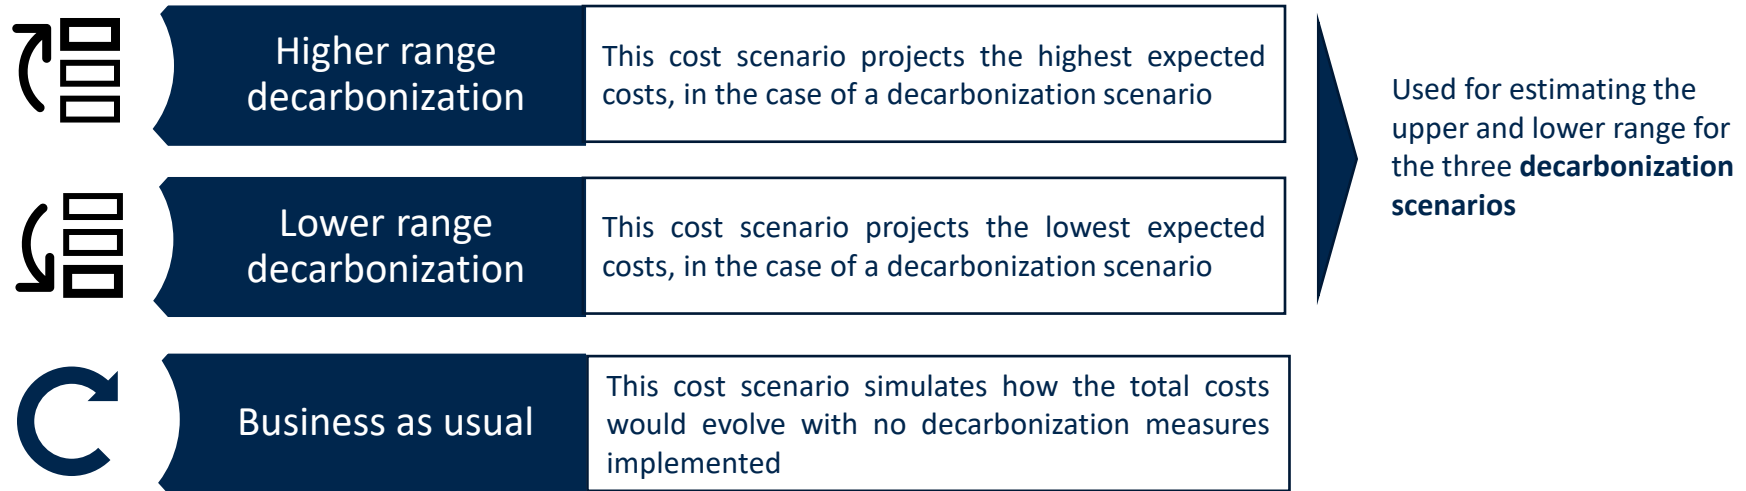 Higher range
decarbonization
This cost scenario projects the highest expected
costs, in the case of a decarbonization scenario
Used for estimating the
upper and lower range for
the three decarbonization
scenarios
Lower range
decarbonization
This cost scenario projects the lowest expected
costs, in the case of a decarbonization scenario
Business as usual
This cost scenario simulates how the total costs
would evolve with no decarbonization measures
implemented